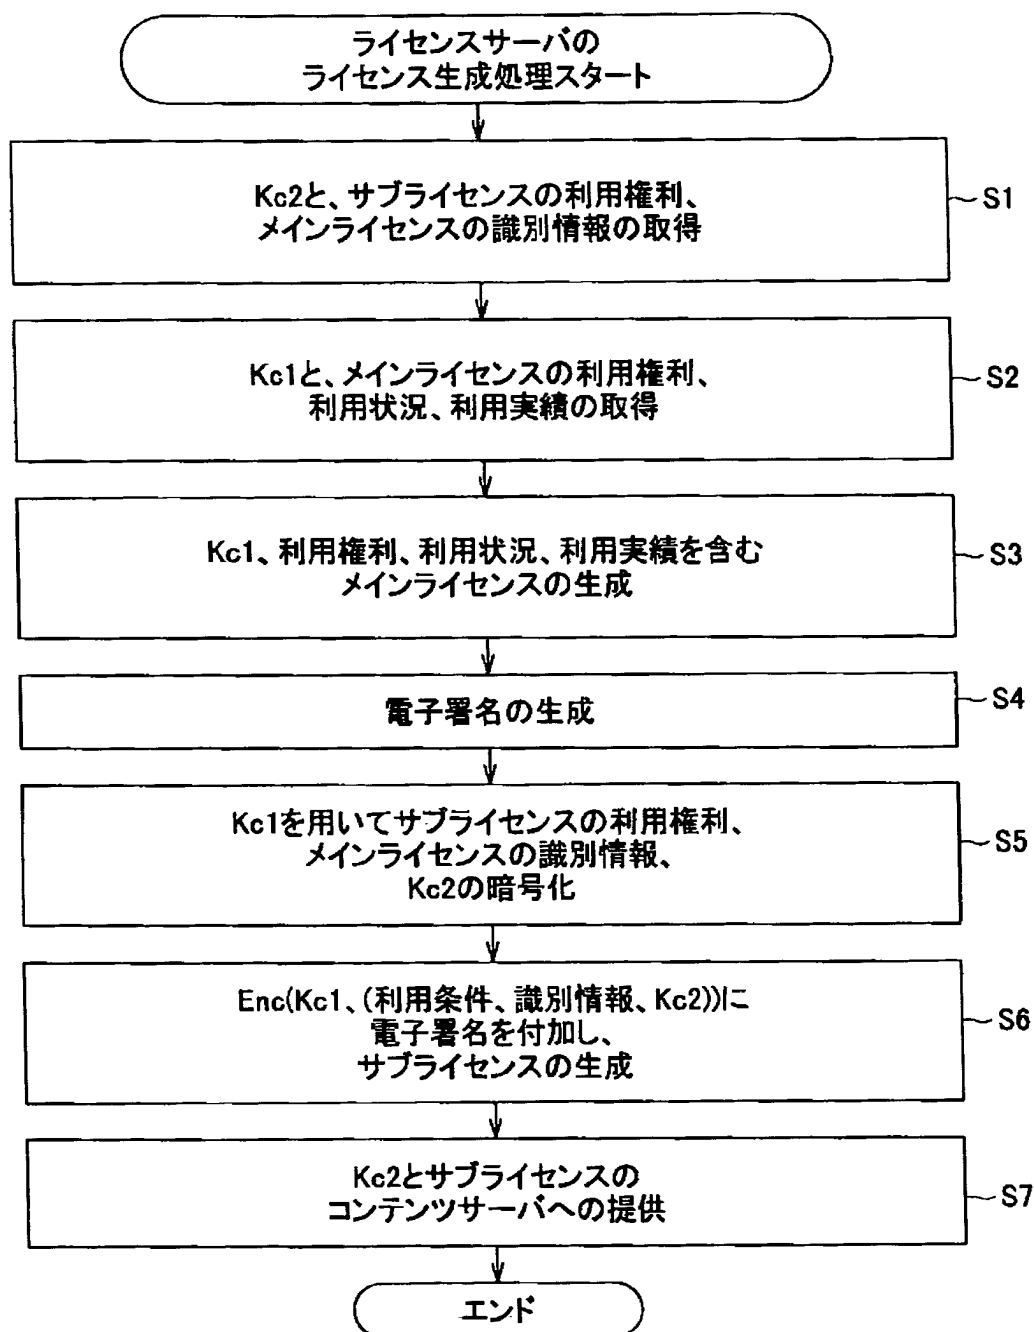 ライセンスサーバの
ライセンス生成処理スタート
Kc2と、サブライセンスの利用権利、
メインライセンスの識別情報の取得
S1
Kc1と、メインライセンスの利用権利、
利用状況、利用実績の取得
S2
Kc1、利用権利、利用状況、利用実績を含む
メインライセンスの生成
S3
電子署名の生成
S4
Kc1を用いてサブライセンスの利用権利、
メインライセンスの識別情報、
Kc2の暗号化
S5
Enc(Kc1、(利用条件、識別情報、Kc2))に
電子署名を付加し、
サブライセンスの生成
S6
Kc2とサブライセンスの
コンテンツサーバへの提供
S7
エンド